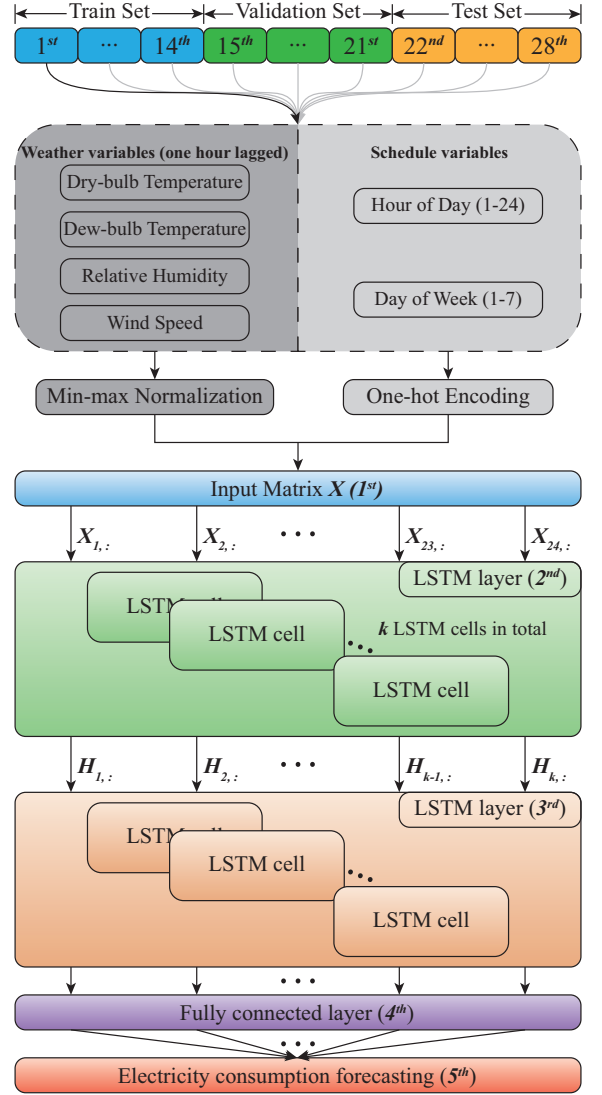 Train Set Validation Set Test Set
1st ... 14th 15th ... 21st 22nd ... 28th
Weather variables (one hour lagged)
Dry-bulb Temperature
Dew-bulb Temperature
Relative Humidity
Wind Speed
Schedule variables
Hour of Day (1-24)
Day of Week (1-7)
Min-max Normalization
One-hot Encoding
Input Matrix X (1st)
X1, : X2, : ... X23, : X24, :
LSTM layer (2nd)
LSTM cell
LSTM cell
... k LSTM cells in total
LSTM cell
H1, : H2, : ... Hk-1, : Hk, :
LSTM layer (3rd)
LSTM cell
LSTM cell
...
LSTM cell
...
Fully connected layer (4th)
...
Electricity consumption forecasting (5th)